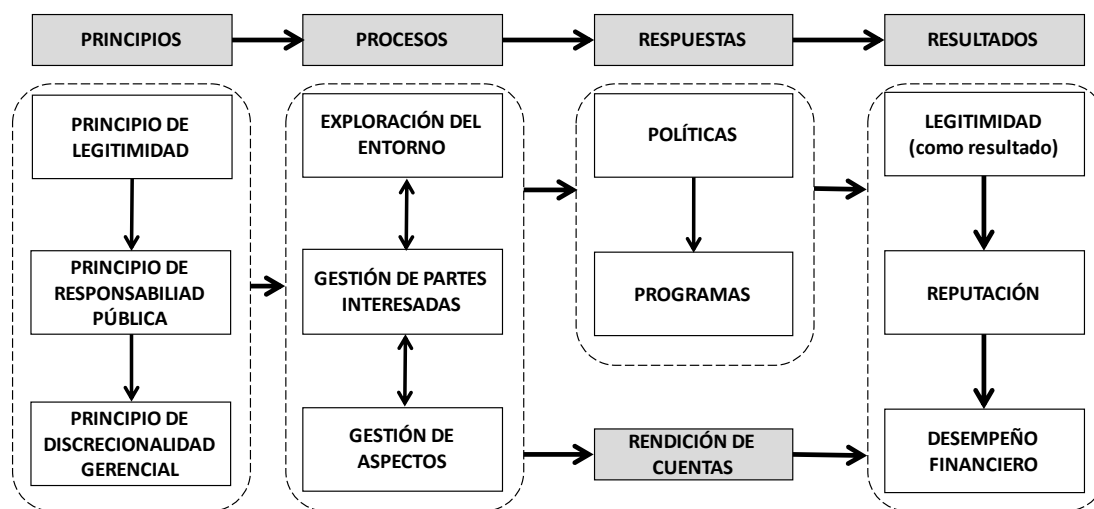 PRINCIPIOS
PROCESOS
RESPUESTAS
RESULTADOS
PRINCIPIO DE
LEGITIMIDAD
PRINCIPIO DE
RESPONSABILIAD
PÚBLICA
PRINCIPIO DE
DISCRECIONALIDAD
GERENCIAL
EXPLORACIÓN DEL
ENTORNO
GESTIÓN DE PARTES
INTERESADAS
GESTIÓN DE
ASPECTOS
POLÍTICAS
PROGRAMAS
RENDICIÓN DE
CUENTAS
LEGITIMIDAD
(como resultado)
REPUTACIÓN
DESEMPEÑO
FINANCIERO